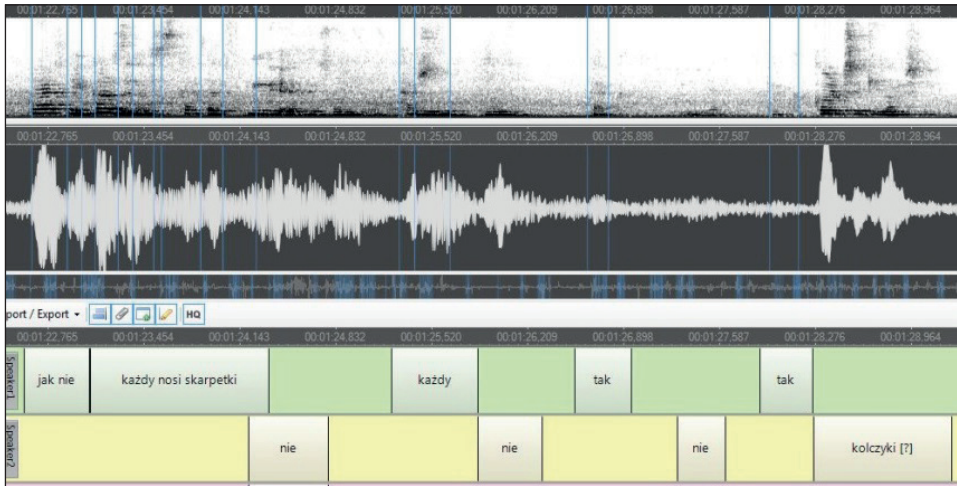 00:01:22,765 00:01:23,454 00:01:24,143 00:01:24,832 00:01:25,520 00:01:26,209 00:01:26,898 00:01:27,587 00:01:28,276 00:01:28,964
00:01:22,765 00:01:23,454 00:01:24,143 00:01:24,832 00:01:25,520 00:01:26,209 00:01:26,898 00:01:27,587 00:01:28,276 00:01:28,964
port / Export HQ
00:01:22,765 00:01:23,454 00:01:24,143 00:01:24,832 00:01:25,520 00:01:26,209 00:01:26,898 00:01:27,587 00:01:28,276 00:01:28,964
Speaker1 jak nie każdy nosi skarpetki każdy tak tak
Speaker2 nie nie nie kolczyki [?]